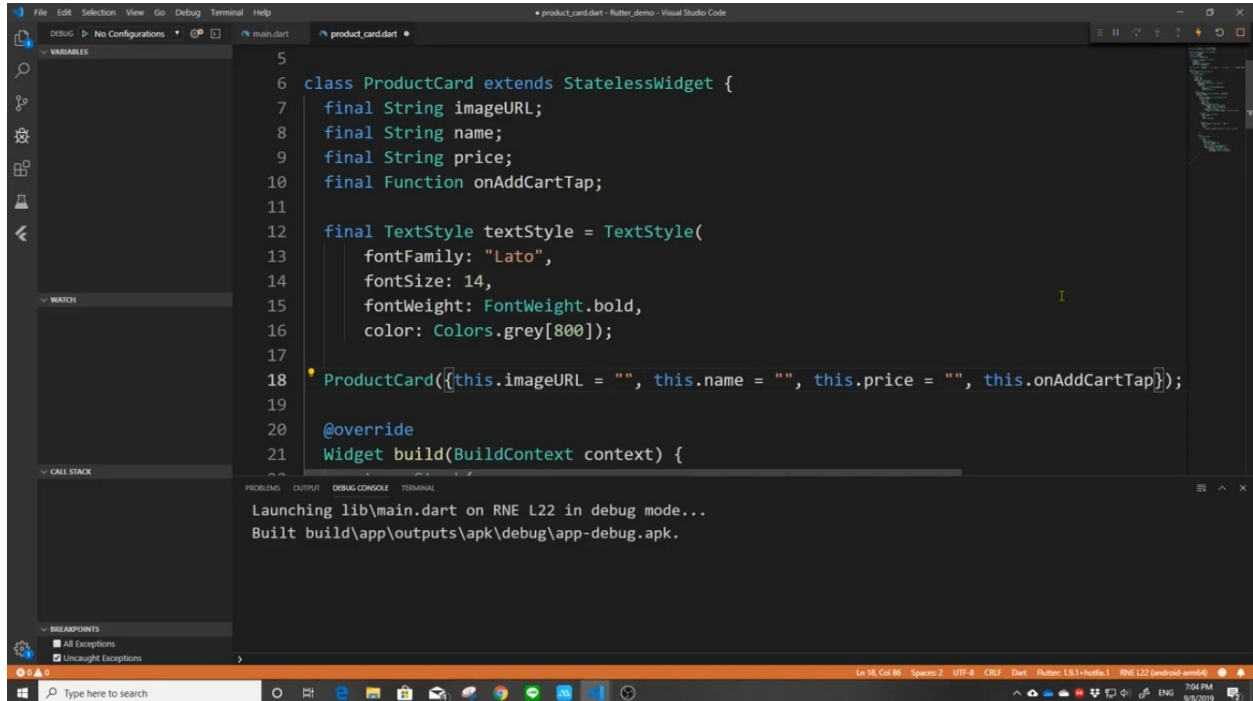 File Edit Selection View Go Debug Terminal Help
● product_card.dart - flutter_demo - Visual Studio Code
DEBUG No Configurations
main.dart
product_card.dart ●
VARIABLES
5
6 class ProductCard extends StatelessWidget {
7 final String imageURL;
8 final String name;
9 final String price;
10 final Function onAddCartTap;
11
12 final TextStyle textStyle = TextStyle(
13 fontFamily: "Lato",
14 fontSize: 14,
15 fontWeight: FontWeight.bold,
16 color: Colors.grey[800]);
17
18 ProductCard({this.imageURL = "", this.name = "", this.price = "", this.onAddCartTap});
19
20 @override
21 Widget build(BuildContext context) {
WATCH
CALL STACK
PROBLEMS OUTPUT DEBUG CONSOLE TERMINAL
Launching lib\main.dart on RNE L22 in debug mode...
Built build\app\outputs\apk\debug\app-debug.apk.
BREAKPOINTS
All Exceptions
Uncaught Exceptions
0 0
Ln 18, Col 86 Spaces: 2 UTF-8 CRLF Dart Flutter: 1.9.1+hotfix.1 RNE L22 (android-arm64)
Type here to search
ENG
7:04 PM
9/8/2019